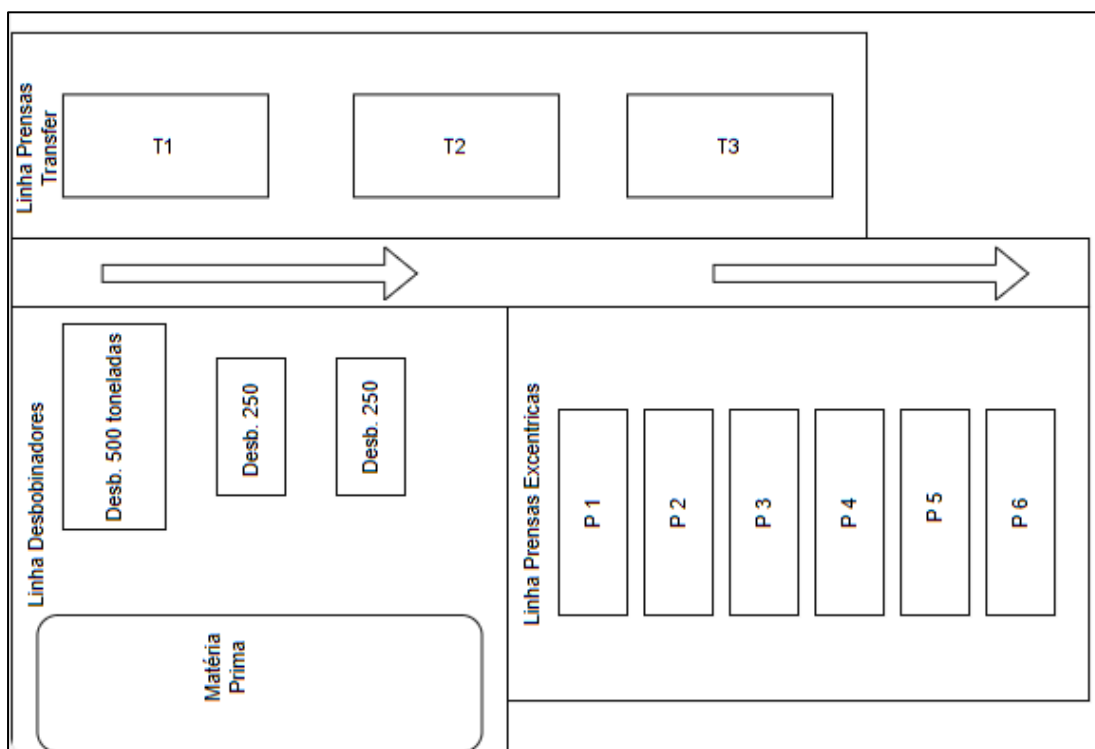 Linha Prensas
Transfer
T1
T2
T3
Linha Desbobinadores
Desb. 500 toneladas
Desb. 250
Desb. 250
Matéria
Prima
Linha Prensas Excentricas
P 1
P 2
P 3
P 4
P 5
P 6